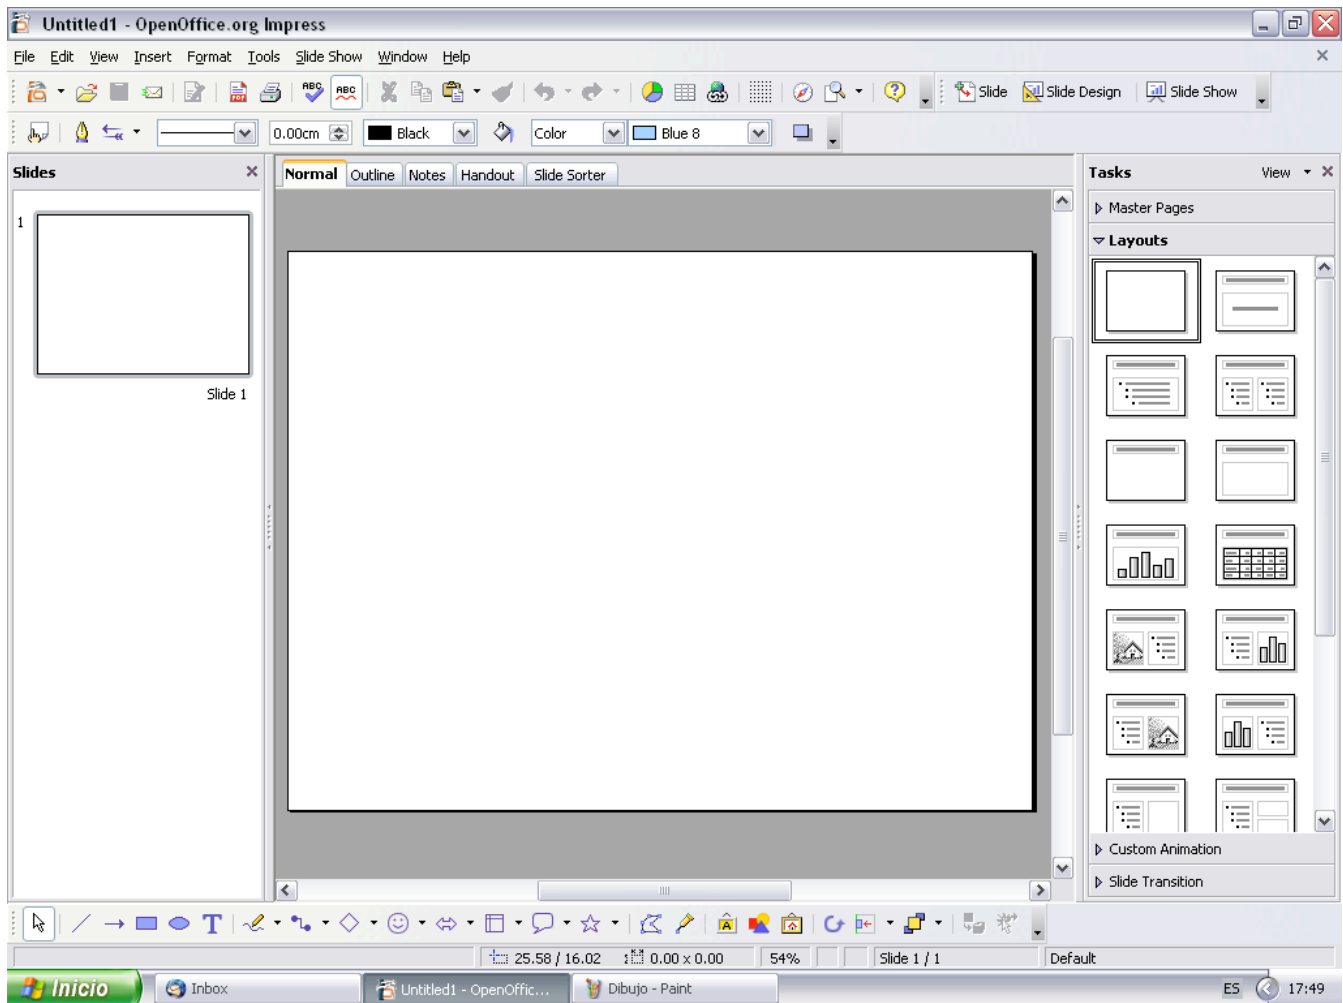 Untitled1 - OpenOffice.org Impress
File Edit View Insert Format Tools Slide Show Window Help
PDF ABC ABC Slide Slide Design Slide Show
0.00cm Black Color Blue 8
Slides
Normal Outline Notes Handout Slide Sorter
Tasks View
1
Master Pages
Layouts
Slide 1
Custom Animation
Slide Transition
T A
25.58 / 16.02 0.00 x 0.00 54% Slide 1 / 1 Default
Inicio Inbox Untitled1 - OpenOffic... Dibujo - Paint ES 17:49